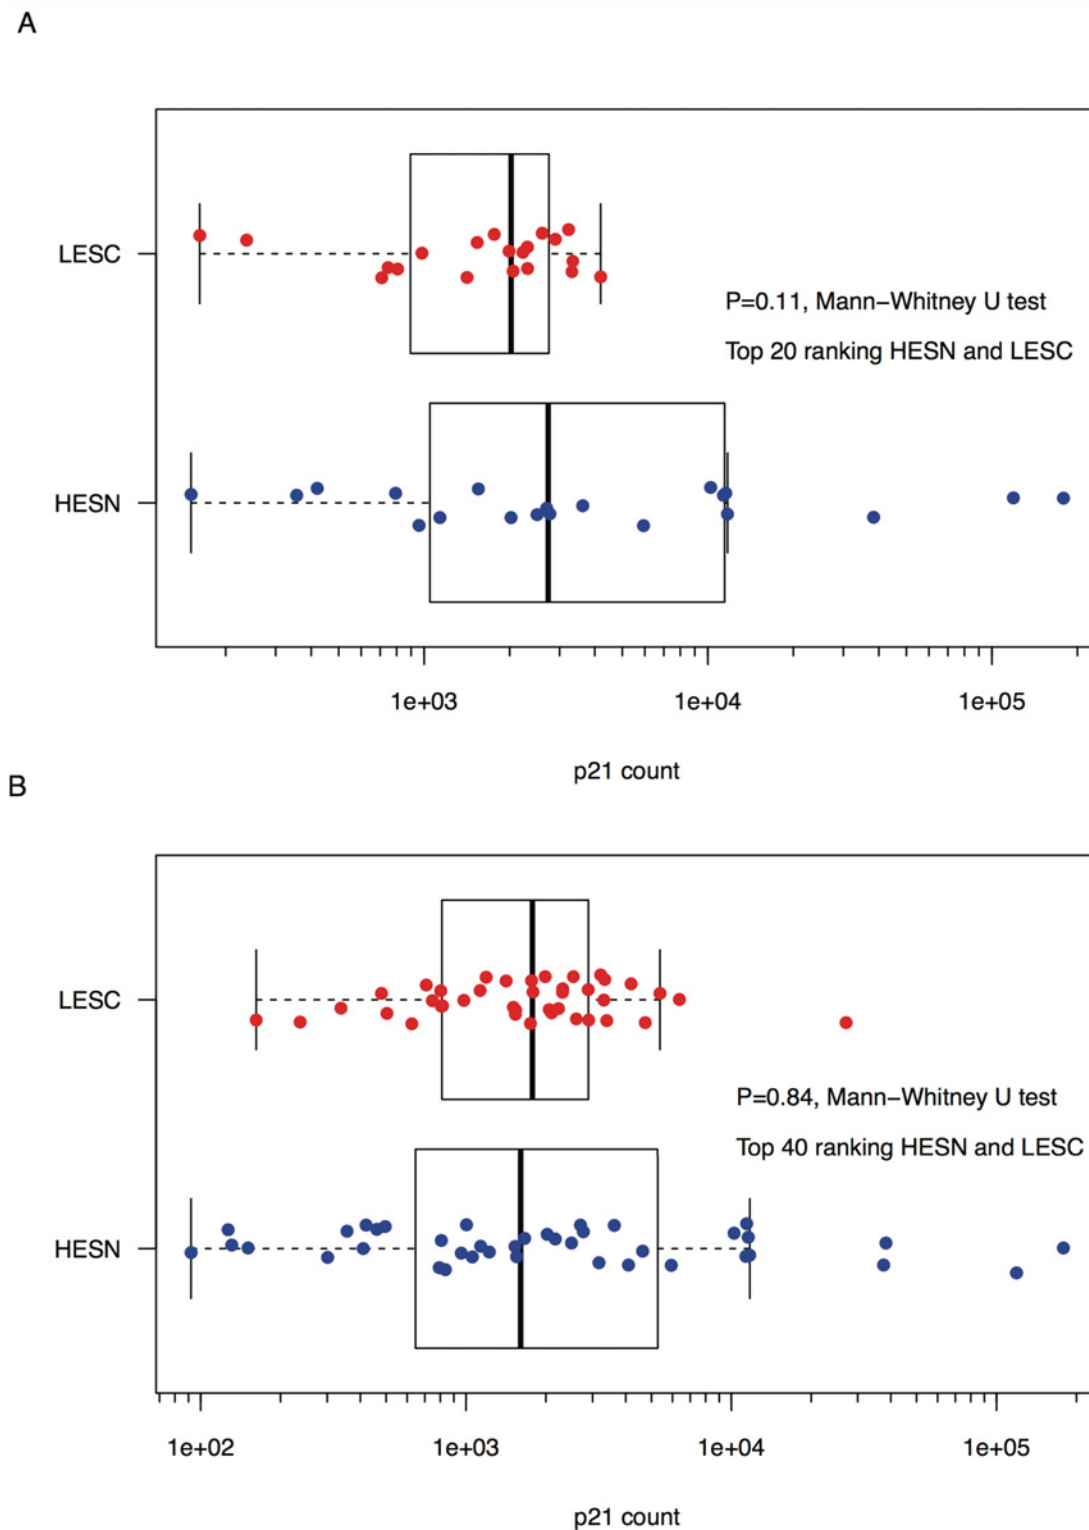 A
LESC
P=0.11, Mann−Whitney U test
Top 20 ranking HESN and LESC
HESN
1e+03 1e+04 1e+05
p21 count
B
LESC
P=0.84, Mann−Whitney U test
Top 40 ranking HESN and LESC
HESN
1e+02 1e+03 1e+04 1e+05
p21 count